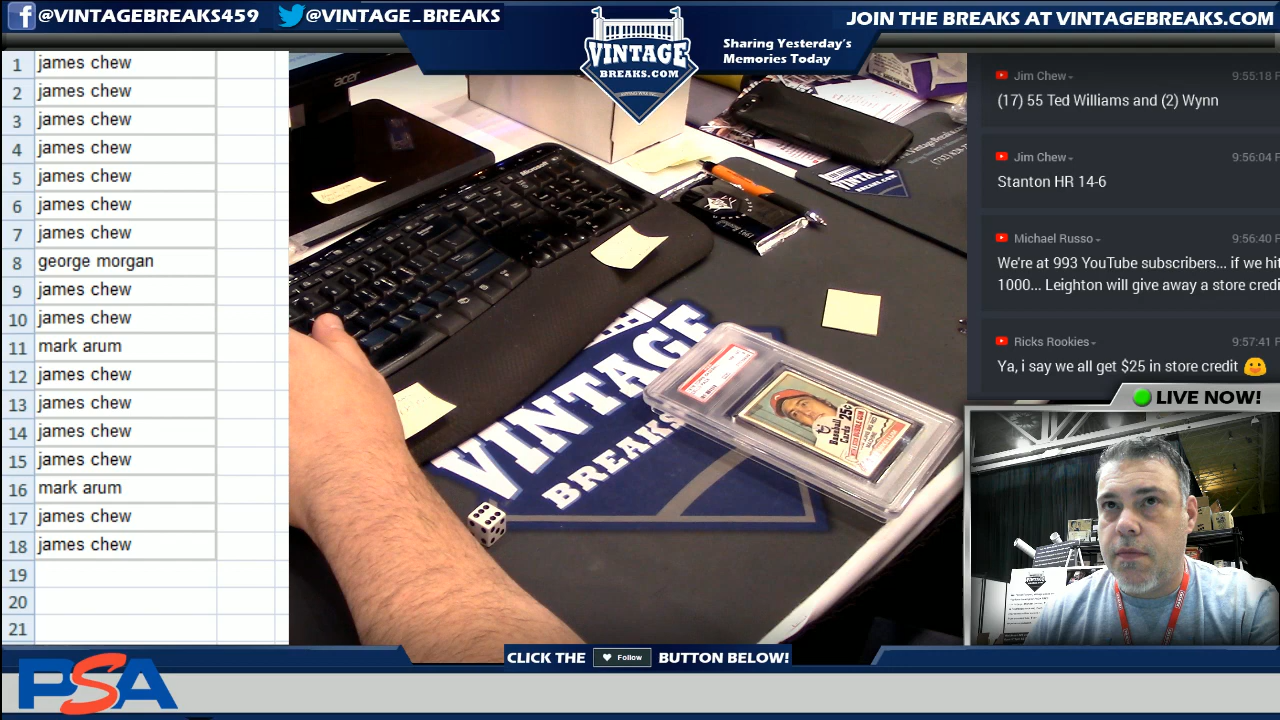 @VINTAGEBREAKS459
@VINTAGE_BREAKS
VINTAGE
BREAKS.COM
Sharing Yesterday's
Memories Today
JOIN THE BREAKS AT VINTAGEBREAKS.COM
1 james chew
2 james chew
3 james chew
4 james chew
5 james chew
6 james chew
7 james chew
8 george morgan
9 james chew
10 james chew
11 mark arum
12 james chew
13 james chew
14 james chew
15 james chew
16 mark arum
17 james chew
18 james chew
19
20
21
acer
Microsoft
VINTAGE
BREAKS
Baseball
Cards 25¢
Jim Chew 9:55:18 P
(17) 55 Ted Williams and (2) Wynn
Jim Chew 9:56:04 F
Stanton HR 14-6
Michael Russo 9:56:40 F
We're at 993 YouTube subscribers... if we hit
1000... Leighton will give away a store credi
Ricks Rookies 9:57:41 F
Ya, i say we all get $25 in store credit
LIVE NOW!
CLICK THE Follow BUTTON BELOW!
PSA